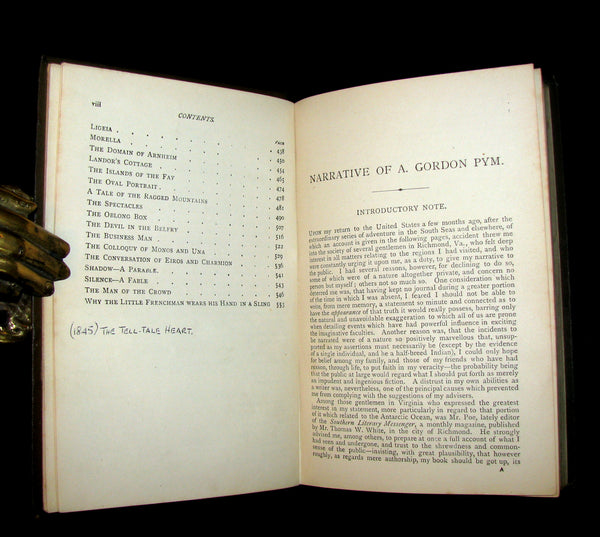 viii
CONTENTS.
PAGE
LIGEIA
MORELLA 438
THE DOMAIN OF ARNHEIM 450
LANDOR'S COTTAGE 454
THE ISLANDS OF THE FAY 465
THE OVAL PORTRAIT 474
A TALE OF THE RAGGED MOUNTAINS 478
THE SPECTACLES 481
THE OBLONG BOX 490
THE DEVIL IN THE BELFRY 507
THE BUSINESS MAN 516
THE COLLOQUY OF MONOS AND UNA 522
THE CONVERSATION OF EIROS AND CHARMION 529
SHADOW—A PARABLE 536
SILENCE—A FABLE 541
THE MAN OF THE CROWD 543
WHY THE LITTLE FRENCHMAN WEARS HIS HAND IN A SLING 546
553
(1845) THE TELL-TALE HEART.
NARRATIVE OF A. GORDON PYM.
INTRODUCTORY NOTE.
UPON my return to the United States a few months ago, after the
extraordinary series of adventure in the South Seas and elsewhere, of
which an account is given in the following pages, accident threw me
into the society of several gentlemen in Richmond, Va., who felt deep
interest in all matters relating to the regions I had visited, and who
were constantly urging it upon me, as a duty, to give my narrative to
the public. I had several reasons, however, for declining to do so,
some of which were of a nature altogether private, and concern no
person but myself; others not so much so. One consideration which
deterred me was, that having kept no journal during a greater portion
of the time in which I was absent, I feared I should not be able to
write, from mere memory, a statement so minute and connected as to
have the appearance of that truth it would really possess, barring only
the natural and unavoidable exaggeration to which all of us are prone
when detailing events which have had powerful influence in exciting
the imaginative faculties. Another reason was, that the incidents to
be narrated were of a nature so positively marvellous that, unsup-
ported as my assertions must necessarily be (except by the evidence
of a single individual, and he a half-breed Indian), I could only hope
for belief among my family, and those of my friends who have had
reason, through life, to put faith in my veracity—the probability being
that the public at large would regard what I should put forth as merely
an impudent and ingenious fiction. A distrust in my own abilities as
a writer was, nevertheless, one of the principal causes which prevented
me from complying with the suggestions of my advisers.
Among those gentlemen in Virginia who expressed the greatest
interest in my statement, more particularly in regard to that portion
of it which related to the Antarctic Ocean, was Mr. Poe, lately editor
of the Southern Literary Messenger, a monthly magazine, published
by Mr. Thomas W. White, in the city of Richmond. He strongly
advised me, among others, to prepare at once a full account of what I
had seen and undergone, and trust to the shrewdness and common-
sense of the public—insisting, with great plausibility, that however
roughly, as regards mere authorship, my book should be got up, its
A